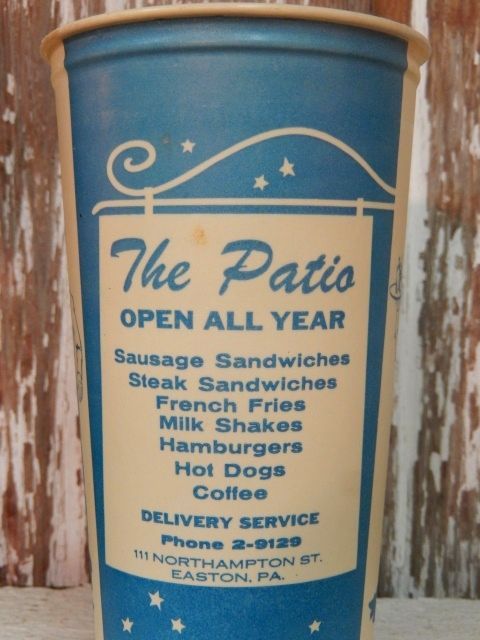 The Patio
OPEN ALL YEAR
Sausage Sandwiches
Steak Sandwiches
French Fries
Milk Shakes
Hamburgers
Hot Dogs
Coffee
DELIVERY SERVICE
Phone 2-9129
111 NORTHAMPTON ST.
EASTON, PA.